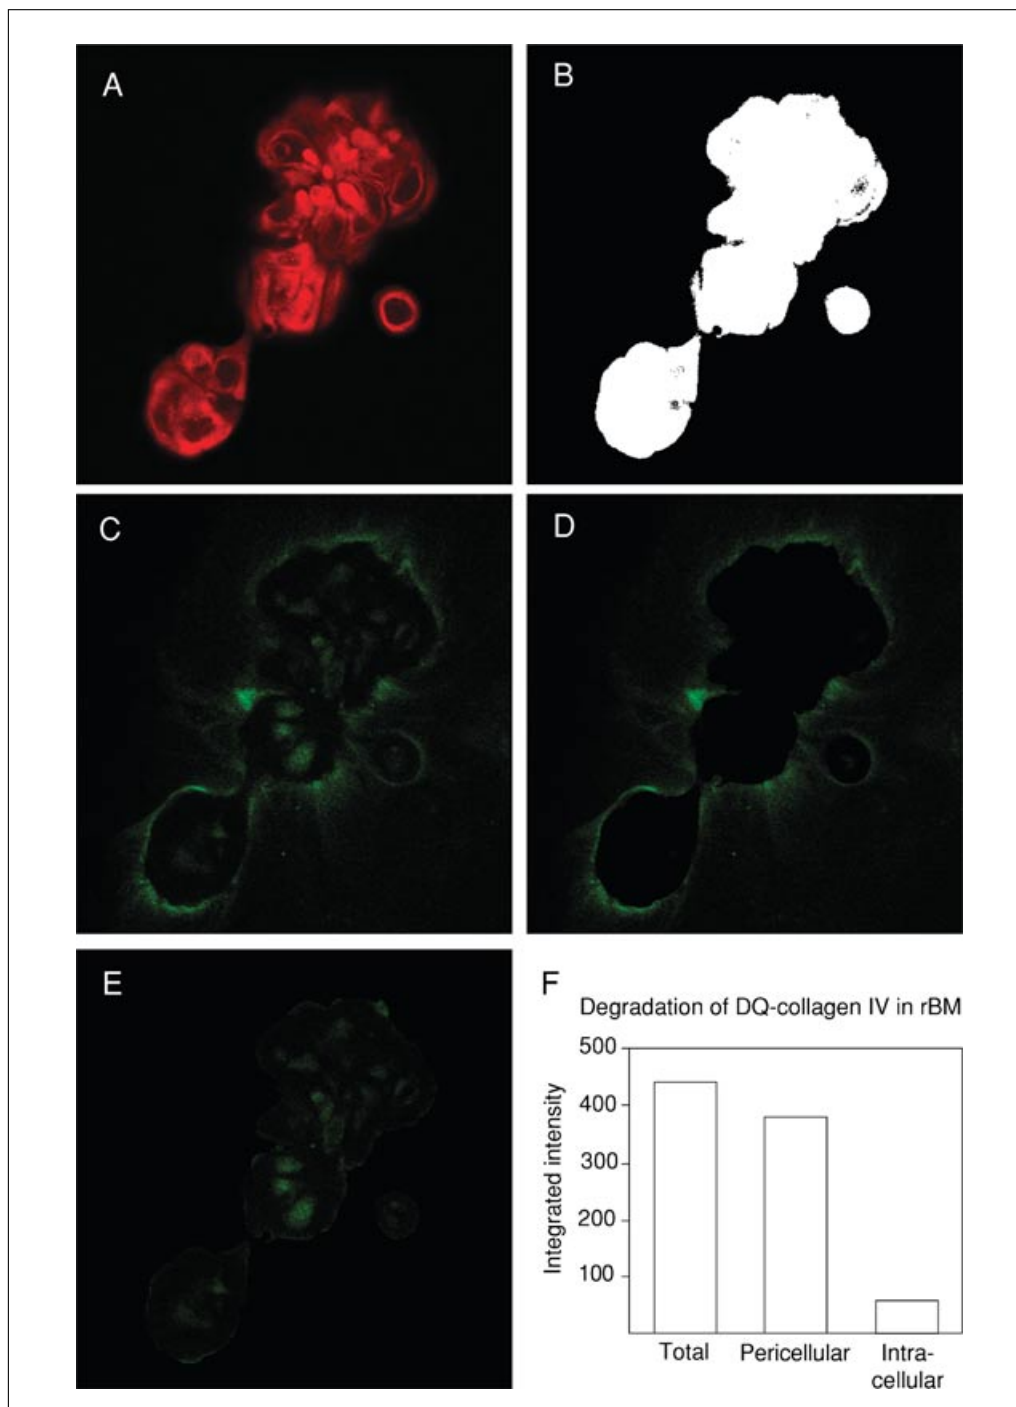 A
B
C
D
E
F
Degradation of DQ-collagen IV in rBM
500
400
300
200
100
Integrated intensity
Total
Pericellular
Intra-
cellular